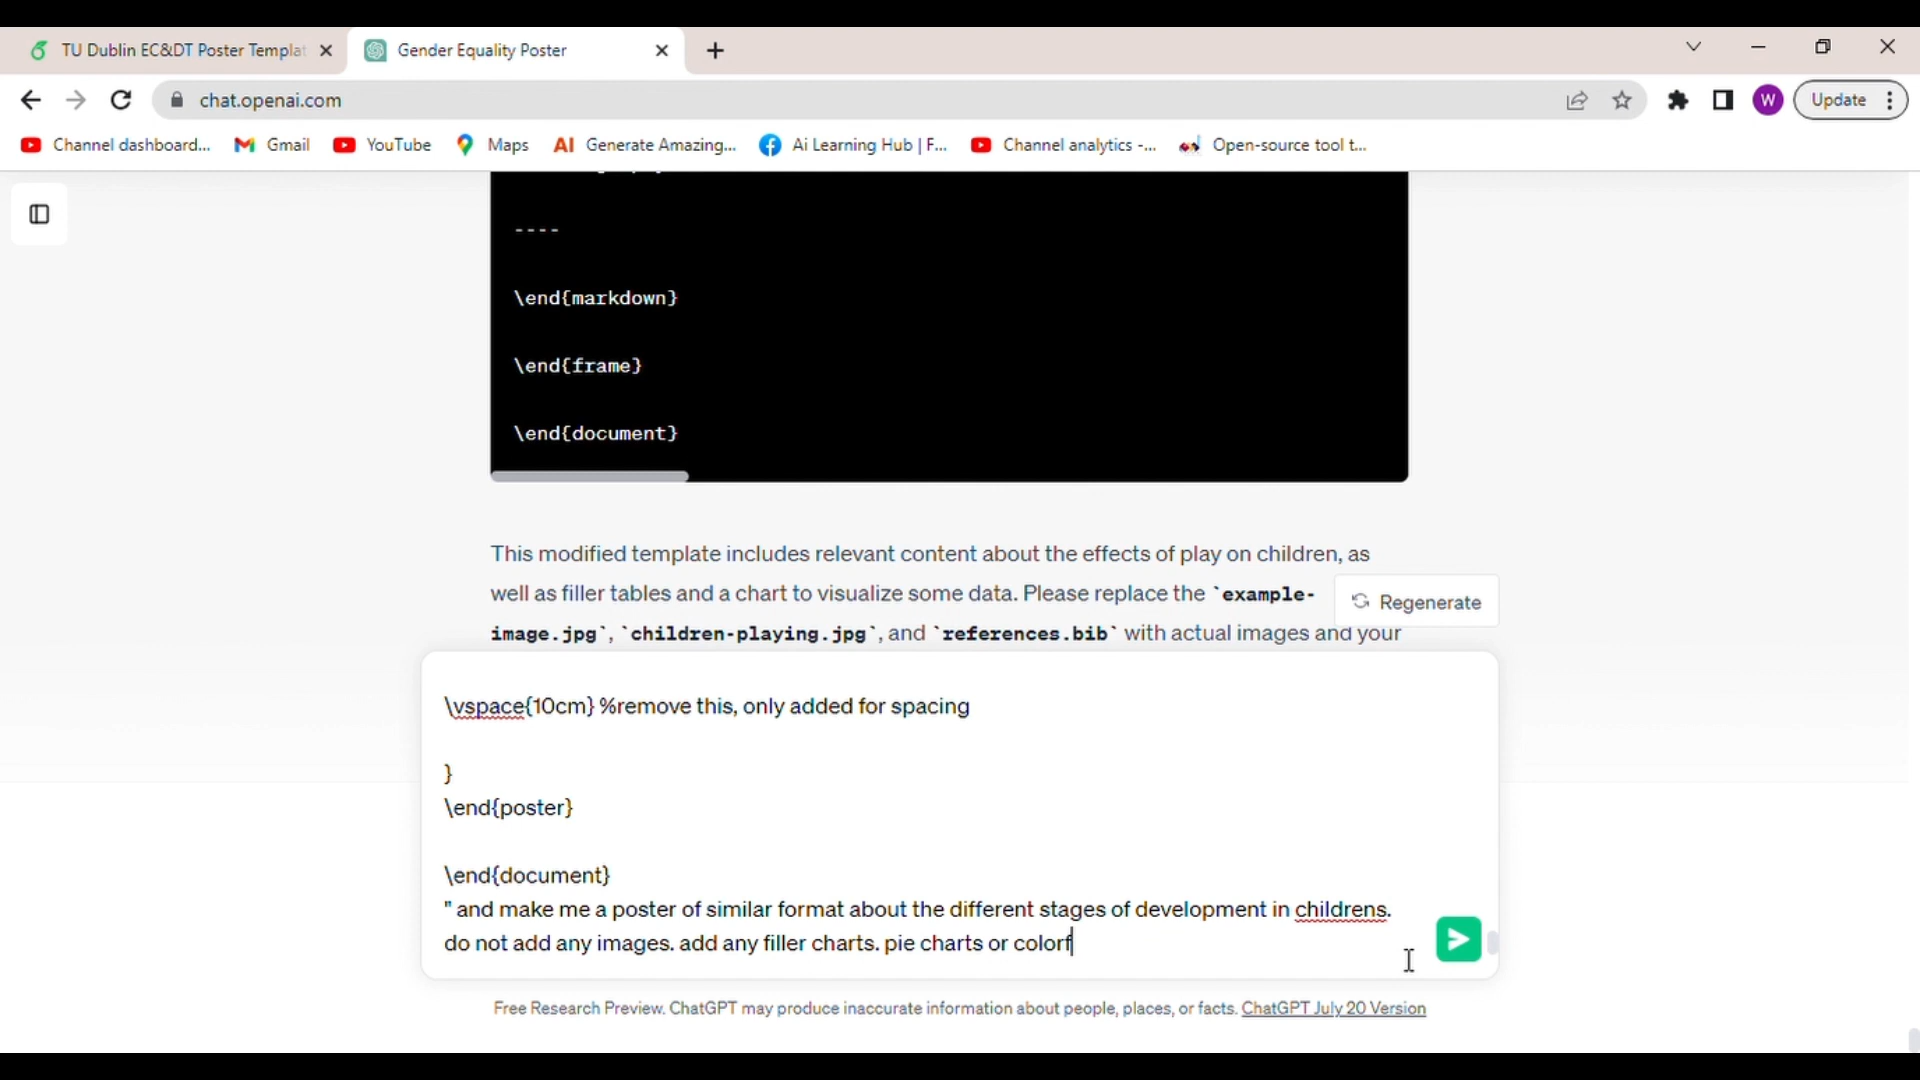 TU Dublin EC&DT Poster Templat
Gender Equality Poster
chat.openai.com
W
Update
Channel dashboard...
Gmail
YouTube
Maps
AI Generate Amazing...
Ai Learning Hub | F...
Channel analytics -...
Open-source tool t...
----
\end{markdown}
\end{frame}
\end{document}
This modified template includes relevant content about the effects of play on children, as
well as filler tables and a chart to visualize some data. Please replace the `example-
image.jpg`, `children-playing.jpg`, and `references.bib` with actual images and your
Regenerate
\vspace{10cm} %remove this, only added for spacing
}
\end{poster}
\end{document}
" and make me a poster of similar format about the different stages of development in childrens.
do not add any images. add any filler charts. pie charts or colorf
Free Research Preview. ChatGPT may produce inaccurate information about people, places, or facts. ChatGPT July 20 Version